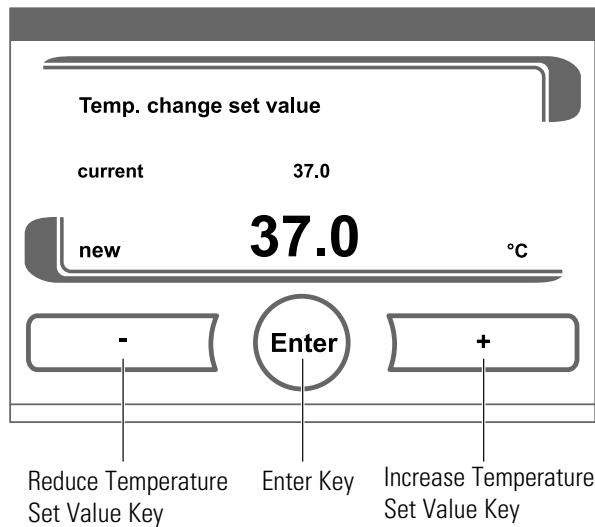 Temp. change set value
current 37.0
new 37.0 °C
- Enter +
Reduce Temperature Set Value Key
Enter Key
Increase Temperature Set Value Key